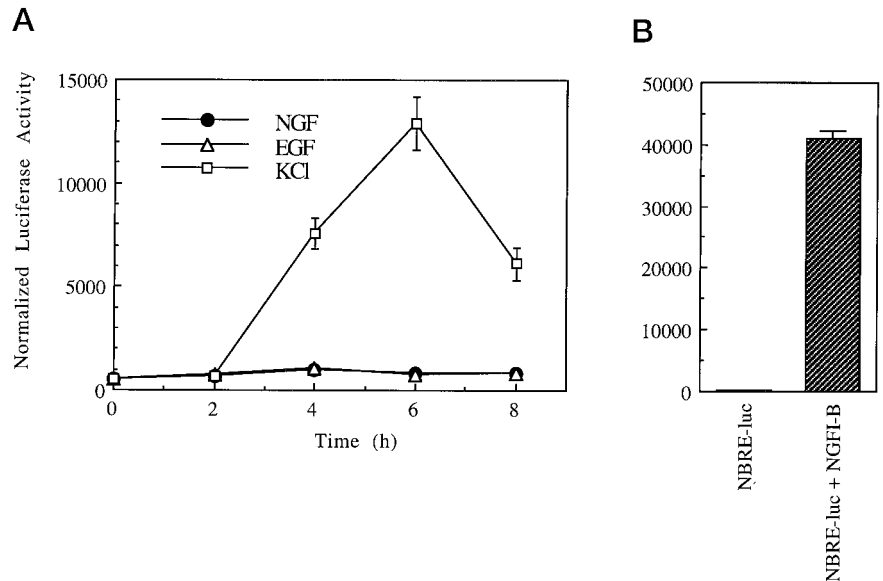 A
Normalized Luciferase Activity
15000
10000
5000
0
NGF
EGF
KCl
0 2 4 6 8
Time (h)
B
50000
40000
30000
20000
10000
0
NBRE-luc
NBRE-luc + NGFI-B